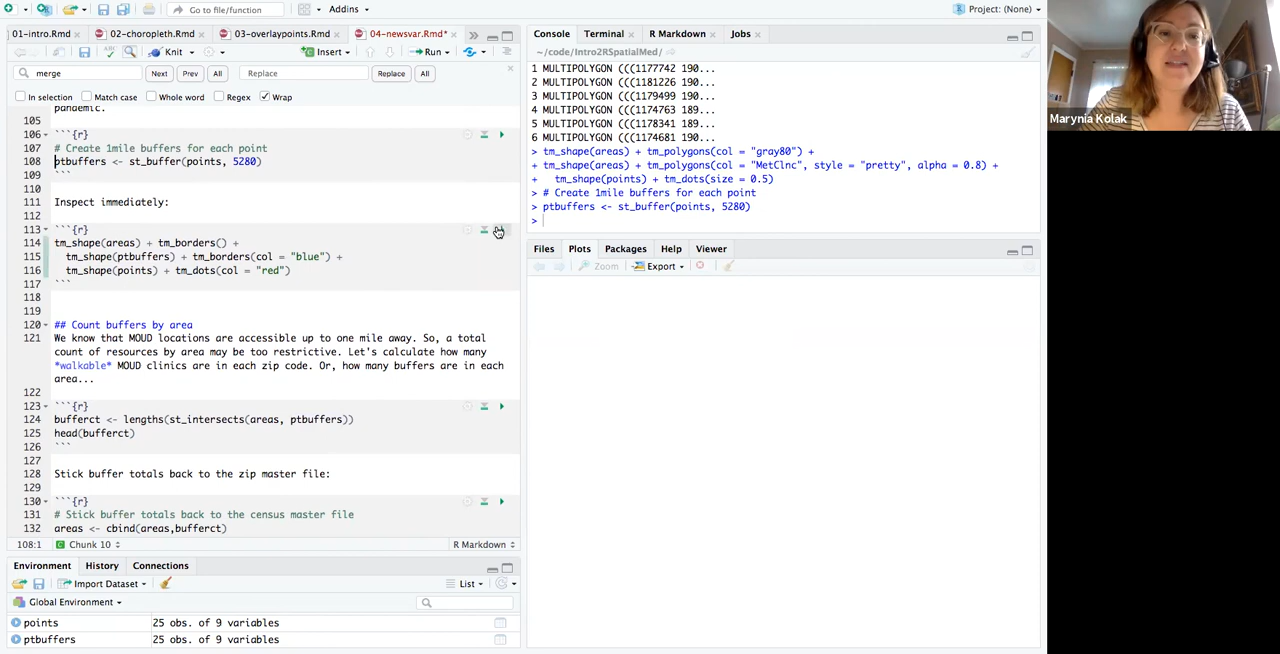 Go to file/function
Addins
Project: (None)
01-intro.Rmd
02-choropleth.Rmd
03-overlaypoints.Rmd
04-newsvar.Rmd*
ABC
Knit
Insert
Run
merge
Next
Prev
All
Replace
Replace
All
In selection
Match case
Whole word
Regex
Wrap
pandemic.
105
106 ```{r}
107 # Create 1mile buffers for each point
108 ptbuffers <- st_buffer(points, 5280)
109 ```
110
111 Inspect immediately:
112
113 ```{r}
114 tm_shape(areas) + tm_borders() +
115 tm_shape(ptbuffers) + tm_borders(col = "blue") +
116 tm_shape(points) + tm_dots(col = "red")
117 ```
118
119
120 ## Count buffers by area
121 We know that MOUD locations are accessible up to one mile away. So, a total
count of resources by area may be too restrictive. Let's calculate how many
*walkable* MOUD clinics are in each zip code. Or, how many buffers are in each
area...
122
123 ```{r}
124 bufferct <- lengths(st_intersects(areas, ptbuffers))
125 head(bufferct)
126 ```
127
128 Stick buffer totals back to the zip master file:
129
130 ```{r}
131 # Stick buffer totals back to the census master file
132 areas <- cbind(areas,bufferct)
108:1
Chunk 10
R Markdown
Environment
History
Connections
Import Dataset
List
Global Environment
points 25 obs. of 9 variables
ptbuffers 25 obs. of 9 variables
Console
Terminal
R Markdown
Jobs
~/code/Intro2RSpatialMed/
1 MULTIPOLYGON (((1177742 190...
2 MULTIPOLYGON (((1181226 190...
3 MULTIPOLYGON (((1179499 190...
4 MULTIPOLYGON (((1174763 189...
5 MULTIPOLYGON (((1178341 189...
6 MULTIPOLYGON (((1174681 190...
> tm_shape(areas) + tm_polygons(col = "gray80") +
+ tm_shape(areas) + tm_polygons(col = "MetClnc", style = "pretty", alpha = 0.8) +
+ tm_shape(points) + tm_dots(size = 0.5)
> # Create 1mile buffers for each point
> ptbuffers <- st_buffer(points, 5280)
>
Files
Plots
Packages
Help
Viewer
Zoom
Export
Marynia Kolak